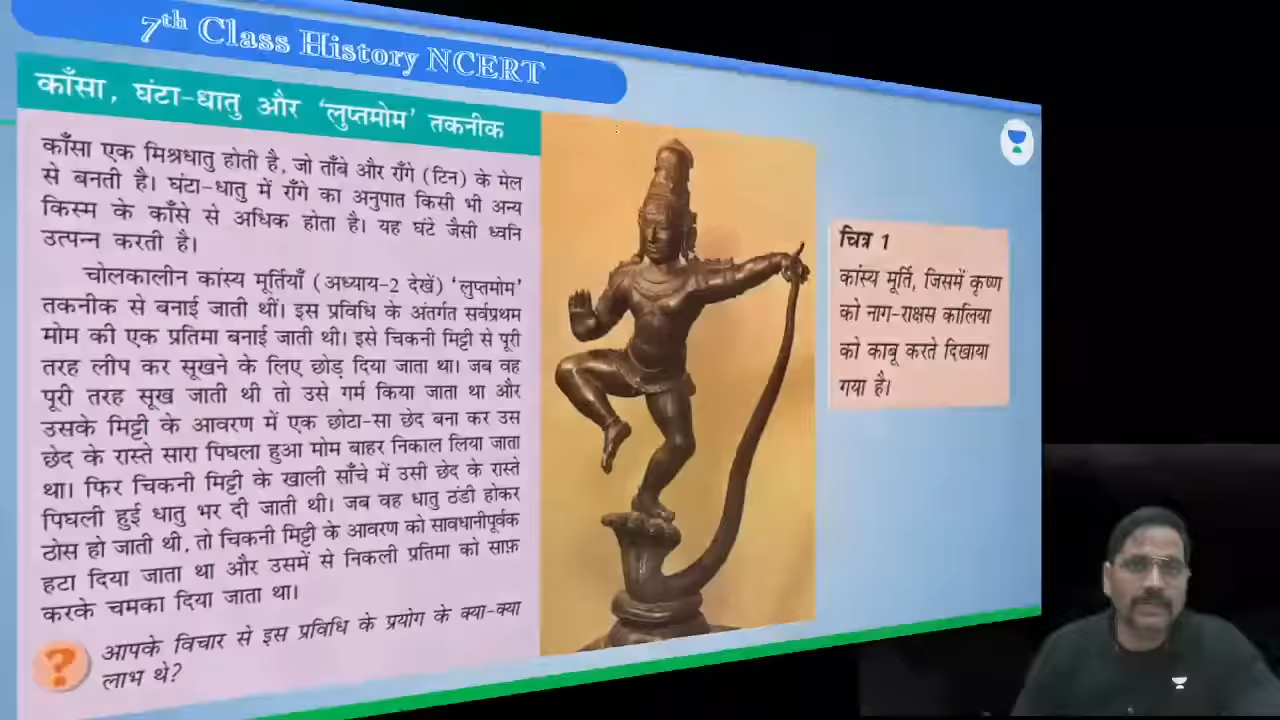 7th Class History NCERT
काँसा, घंटा-धातु और ‘लुप्तमोम’ तकनीक
काँसा एक मिश्रधातु होती है, जो ताँबे और राँगे (टिन) के मेल
से बनती है। घंटा-धातु में राँगे का अनुपात किसी भी अन्य
किस्म के काँसे से अधिक होता है। यह घंटे जैसी ध्वनि
उत्पन्न करती है।
चोलकालीन कांस्य मूर्तियाँ (अध्याय-2 देखें) ‘लुप्तमोम’
तकनीक से बनाई जाती थीं। इस प्रविधि के अंतर्गत सर्वप्रथम
मोम की एक प्रतिमा बनाई जाती थी। इसे चिकनी मिट्टी से पूरी
तरह लीप कर सूखने के लिए छोड़ दिया जाता था। जब वह
पूरी तरह सूख जाती थी तो उसे गर्म किया जाता था और
उसके मिट्टी के आवरण में एक छोटा-सा छेद बना कर उस
छेद के रास्ते सारा पिघला हुआ मोम बाहर निकाल लिया जाता
था। फिर चिकनी मिट्टी के खाली साँचे में उसी छेद के रास्ते
पिघली हुई धातु भर दी जाती थी। जब वह धातु ठंडी होकर
ठोस हो जाती थी, तो चिकनी मिट्टी के आवरण को सावधानीपूर्वक
हटा दिया जाता था और उसमें से निकली प्रतिमा को साफ़
करके चमका दिया जाता था।
? आपके विचार से इस प्रविधि के प्रयोग के क्या-क्या
लाभ थे?
चित्र 1
कांस्य मूर्ति, जिसमें कृष्ण
को नाग-राक्षस कालिया
को काबू करते दिखाया
गया है।